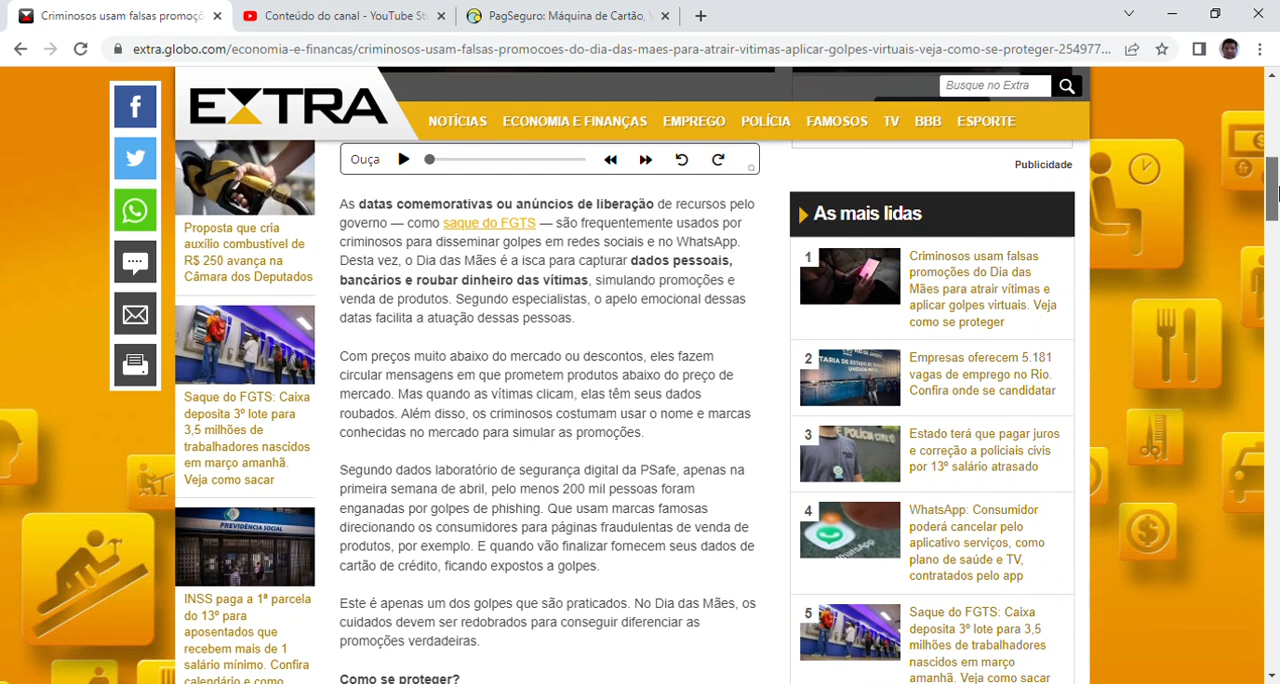 Criminosos usam falsas promoçõ
Conteúdo do canal - YouTube St
PagSeguro: Máquina de Cartão,
extra.globo.com/economia-e-financas/criminosos-usam-falsas-promocoes-do-dia-das-maes-para-atrair-vitimas-aplicar-golpes-virtuais-veja-como-se-proteger-254977...
EXTRA
Busque no Extra
NOTÍCIAS ECONOMIA E FINANÇAS EMPREGO POLÍCIA FAMOSOS TV BBB ESPORTE
Proposta que cria
auxílio combustível de
R$ 250 avança na
Câmara dos Deputados
Saque do FGTS: Caixa
deposita 3º lote para
3,5 milhões de
trabalhadores nascidos
em março amanhã.
Veja como sacar
PREVIDÊNCIA SOCIAL
INSS paga a 1ª parcela
do 13º para
aposentados que
recebem mais de 1
salário mínimo. Confira
calendário e como
Ouça
As datas comemorativas ou anúncios de liberação de recursos pelo
governo — como saque do FGTS — são frequentemente usados por
criminosos para disseminar golpes em redes sociais e no WhatsApp.
Desta vez, o Dia das Mães é a isca para capturar dados pessoais,
bancários e roubar dinheiro das vítimas, simulando promoções e
venda de produtos. Segundo especialistas, o apelo emocional dessas
datas facilita a atuação dessas pessoas.
Com preços muito abaixo do mercado ou descontos, eles fazem
circular mensagens em que prometem produtos abaixo do preço de
mercado. Mas quando as vítimas clicam, elas têm seus dados
roubados. Além disso, os criminosos costumam usar o nome e marcas
conhecidas no mercado para simular as promoções.
Segundo dados laboratório de segurança digital da PSafe, apenas na
primeira semana de abril, pelo menos 200 mil pessoas foram
enganadas por golpes de phishing. Que usam marcas famosas
direcionando os consumidores para páginas fraudulentas de venda de
produtos, por exemplo. E quando vão finalizar fornecem seus dados de
cartão de crédito, ficando expostos a golpes.
Este é apenas um dos golpes que são praticados. No Dia das Mães, os
cuidados devem ser redobrados para conseguir diferenciar as
promoções verdadeiras.
Como se proteger?
Publicidade
As mais lidas
1
Criminosos usam falsas
promoções do Dia das
Mães para atrair vítimas e
aplicar golpes virtuais. Veja
como se proteger
2
Empresas oferecem 5.181
vagas de emprego no Rio.
Confira onde se candidatar
3
Estado terá que pagar juros
e correção a policiais civis
por 13º salário atrasado
4
WhatsApp: Consumidor
poderá cancelar pelo
aplicativo serviços, como
plano de saúde e TV,
contratados pelo app
5
Saque do FGTS: Caixa
deposita 3º lote para 3,5
milhões de trabalhadores
nascidos em março
amanhã. Veja como sacar